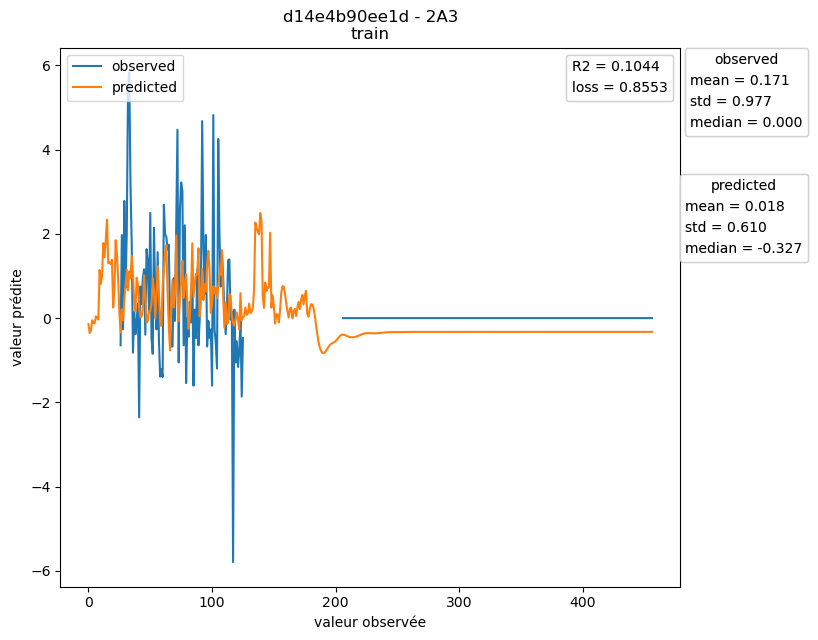 d14e4b90ee1d - 2A3
train
observed
predicted
R2 = 0.1044
loss = 0.8553
observed
mean = 0.171
std = 0.977
median = 0.000
predicted
mean = 0.018
std = 0.610
median = -0.327
valeur prédite
6
4
2
0
−2
−4
−6
0
100
200
300
400
valeur observée